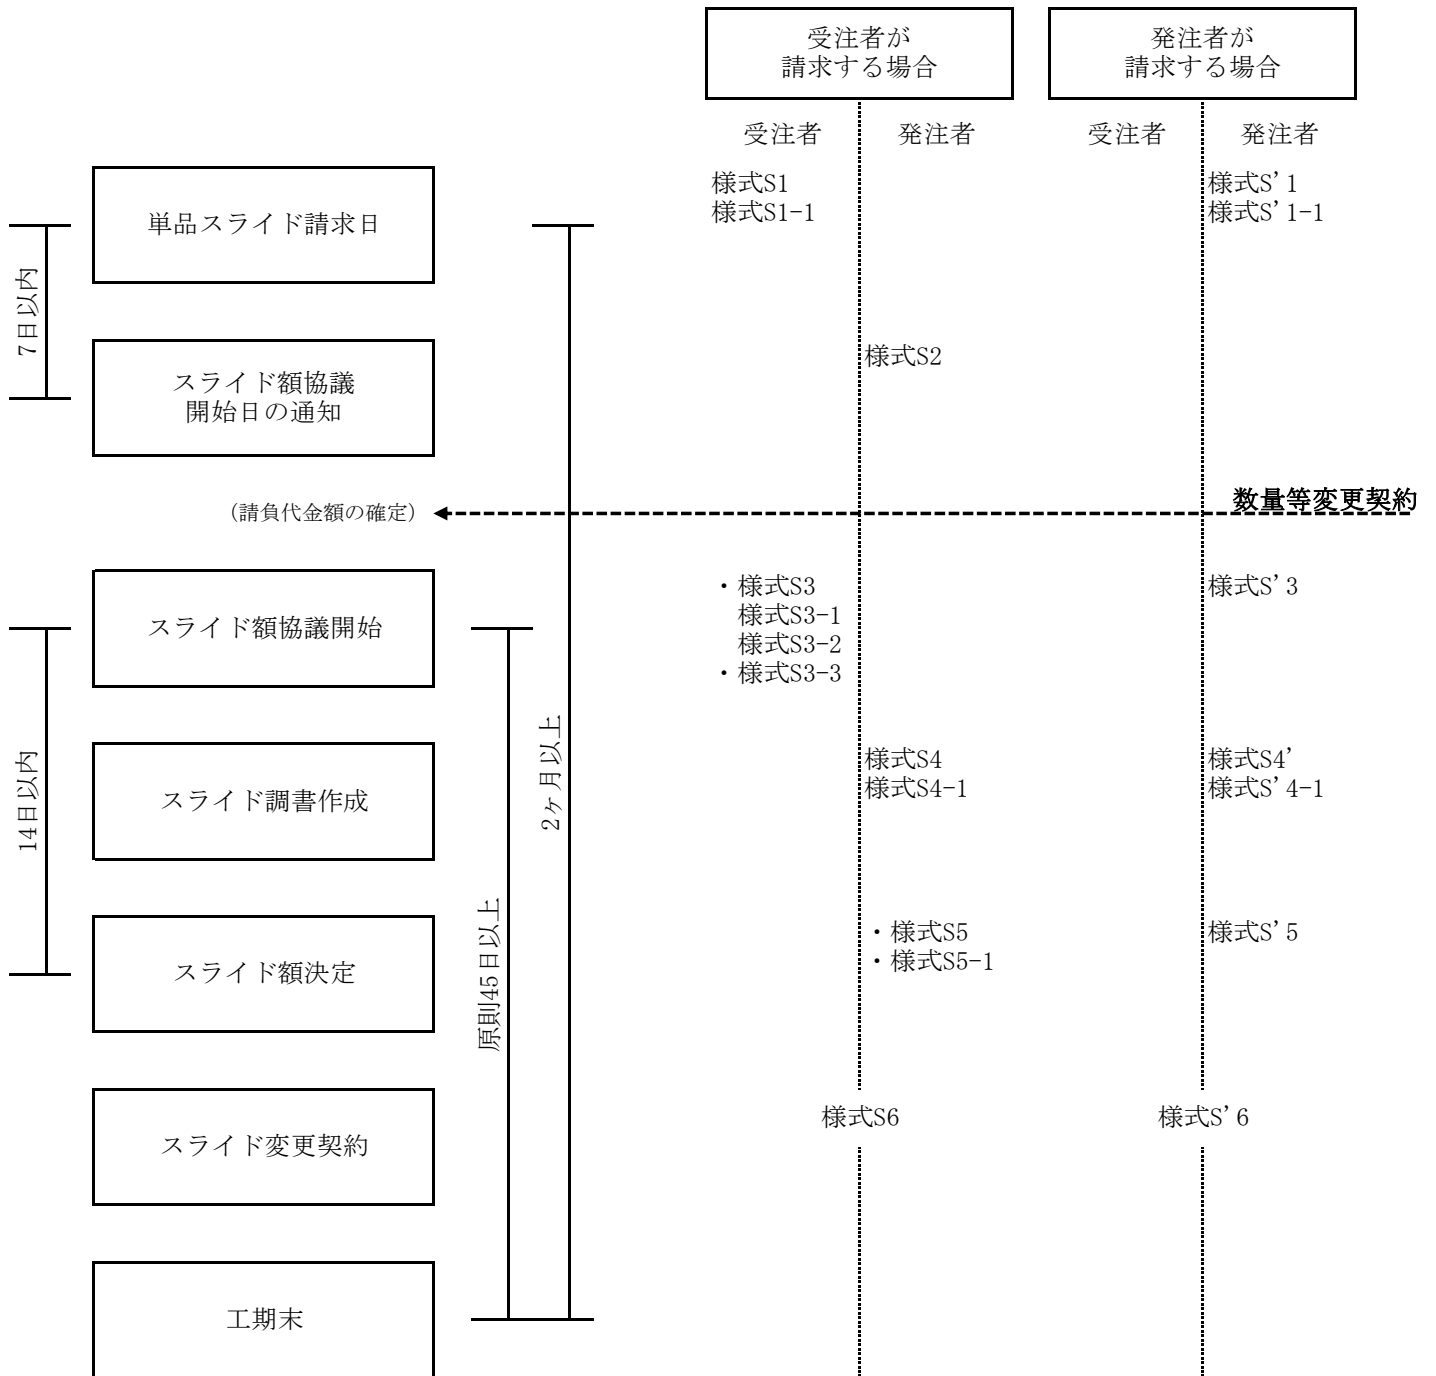 受注者が
請求する場合
発注者が
請求する場合
受注者
発注者
受注者
発注者
単品スライド請求日
様式S1
様式S1-1
様式S'1
様式S'1-1
7日以内
スライド額協議
開始日の通知
様式S2
(請負代金額の確定)
数量等変更契約
スライド額協議開始
・様式S3
様式S3-1
様式S3-2
・様式S3-3
様式S'3
14日以内
2ヶ月以上
スライド調書作成
様式S4
様式S4-1
様式S4'
様式S'4-1
原則45日以上
スライド額決定
・様式S5
・様式S5-1
様式S'5
スライド変更契約
様式S6
様式S'6
工期末